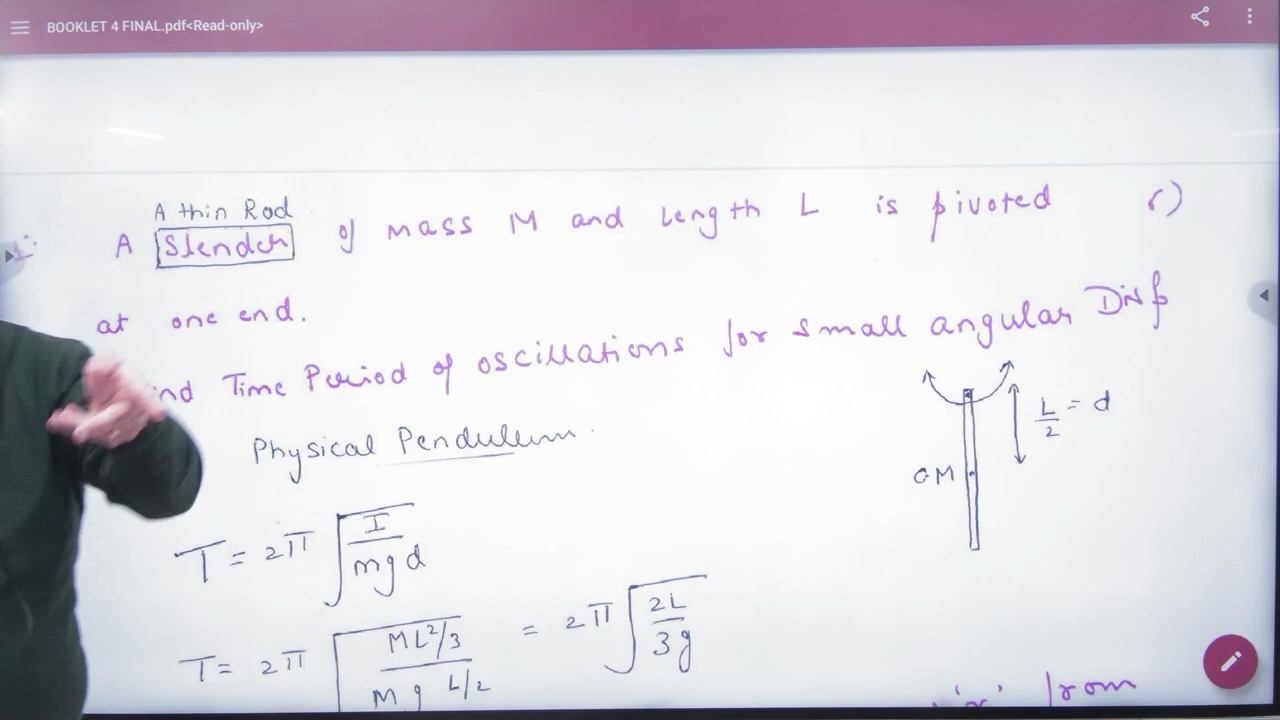 BOOKLET 4 FINAL.pdf<Read-only>
A thin Rod
A Slender of mass M and length L is pivoted
at one end.
Time Period of oscillations for small angular Disp
Physical Pendulum.
L/2 = d
CM
T = 2π √(I/mgd)
T = 2π √((ML²/3)/(Mg L/2)) = 2π √(2L/3g)
'x' from